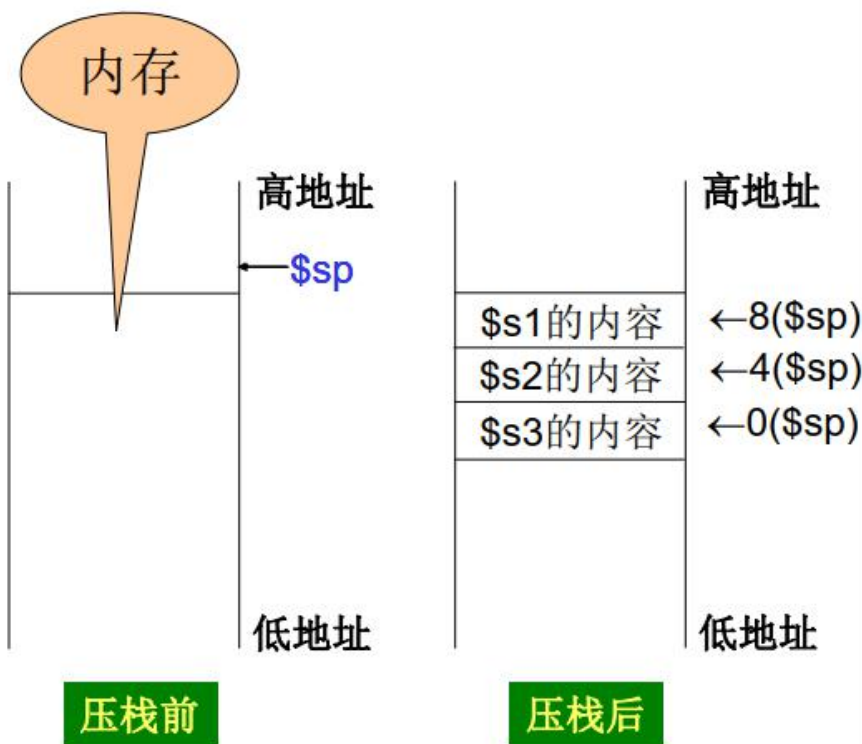 内存
高地址
$sp
低地址
压栈前
高地址
$s1的内容 ←8($sp)
$s2的内容 ←4($sp)
$s3的内容 ←0($sp)
低地址
压栈后